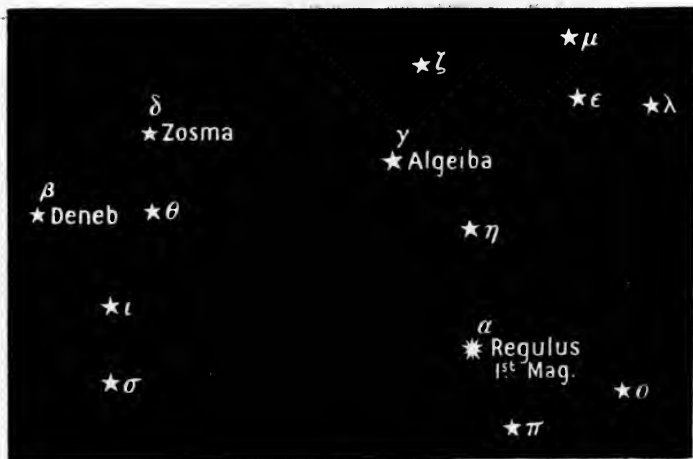 μ
ζ
ε λ
δ
Zosma
γ
Algeiba
β
Deneb θ
η
ι
α
Regulus
1st Mag.
σ
ο
π